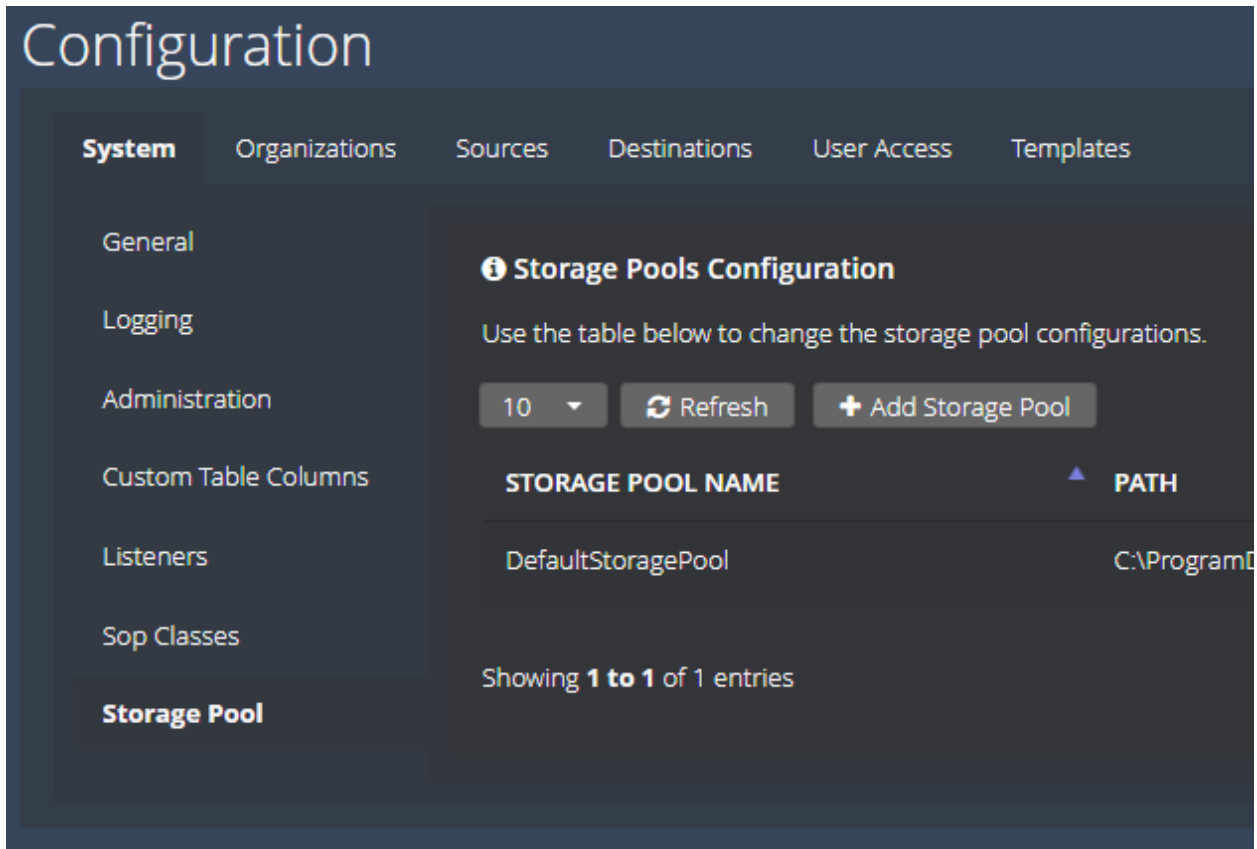 Configuration
System Organizations Sources Destinations User Access Templates
General
Logging
Administration
Custom Table Columns
Listeners
Sop Classes
Storage Pool
Storage Pools Configuration
Use the table below to change the storage pool configurations.
10 Refresh Add Storage Pool
STORAGE POOL NAME PATH
DefaultStoragePool C:\ProgramD
Showing 1 to 1 of 1 entries